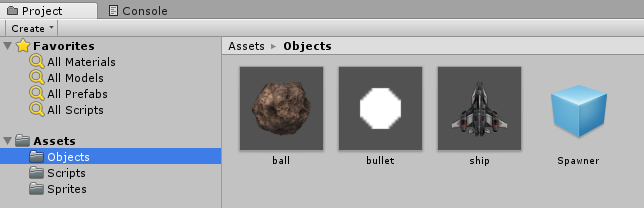 Project
Console
Create
Favorites
All Materials
All Models
All Prefabs
All Scripts
Assets
Objects
Scripts
Sprites
Assets ▸ Objects
ball
bullet
ship
Spawner